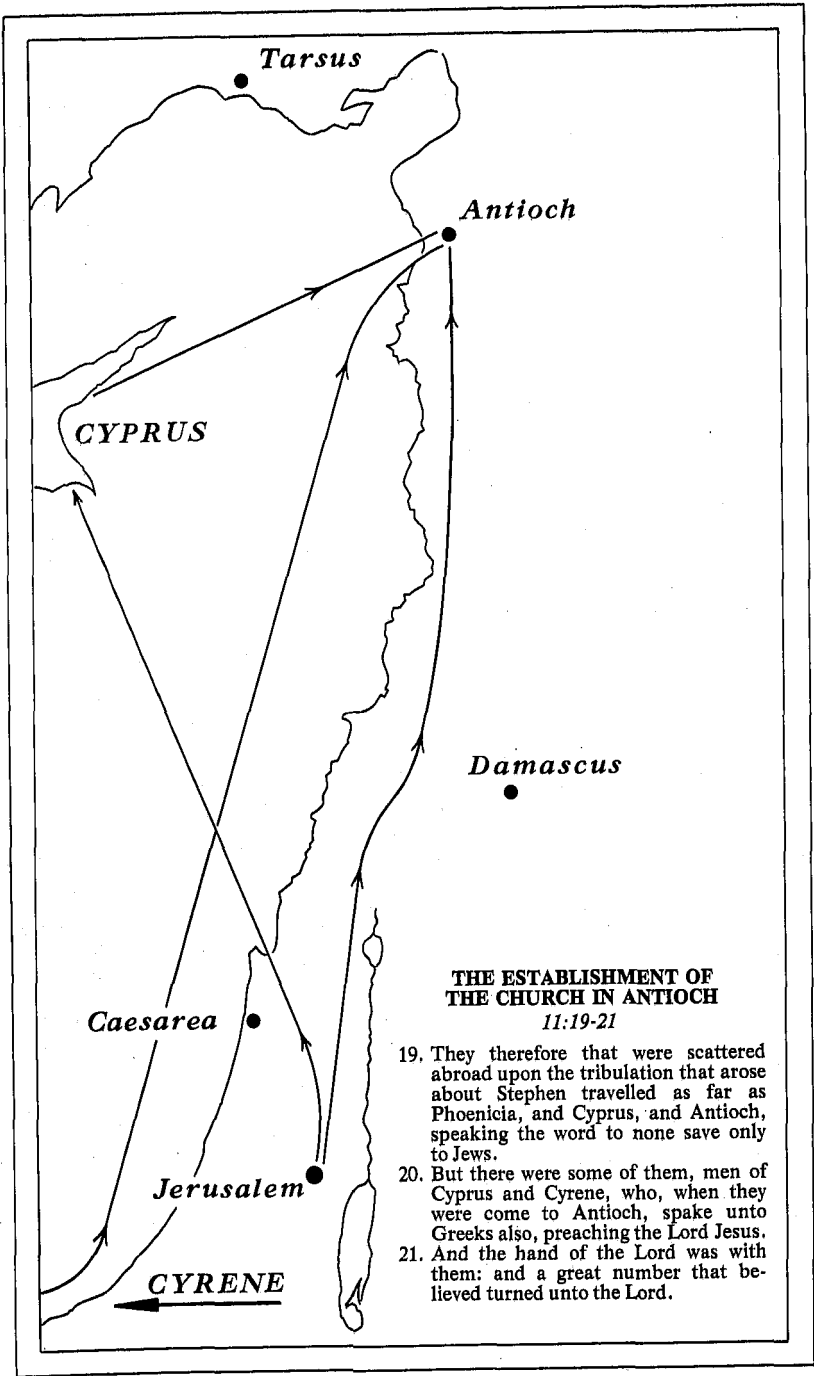 Tarsus
Antioch
CYPRUS
Damascus
Caesarea
Jerusalem
CYRENE
THE ESTABLISHMENT OF
THE CHURCH IN ANTIOCH
11:19-21
19. They therefore that were scattered
abroad upon the tribulation that arose
about Stephen travelled as far as
Phoenicia, and Cyprus, and Antioch,
speaking the word to none save only
to Jews.
20. But there were some of them, men of
Cyprus and Cyrene, who, when they
were come to Antioch, spake unto
Greeks also, preaching the Lord Jesus.
21. And the hand of the Lord was with
them: and a great number that be-
lieved turned unto the Lord.